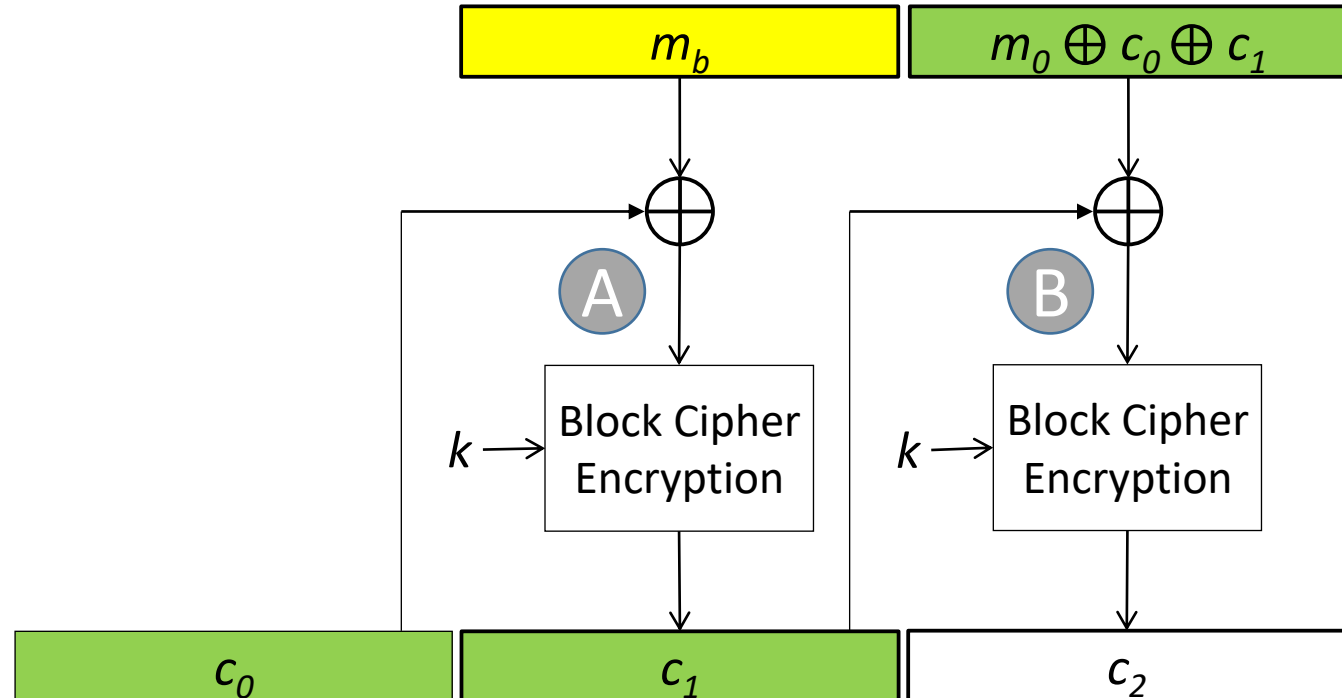 m_b
m_0 ⊕ c_0 ⊕ c_1
A
B
k
Block Cipher
Encryption
k
Block Cipher
Encryption
c_0
c_1
c_2